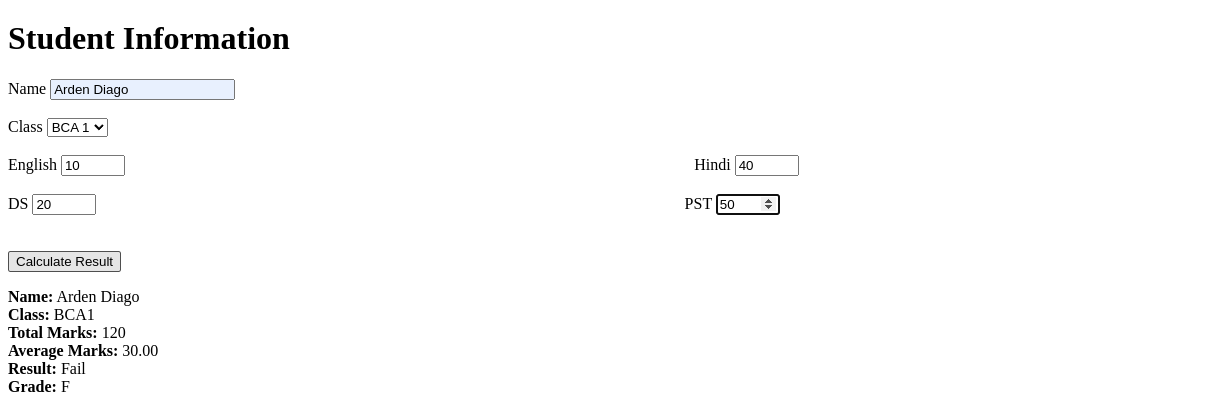 Student Information
Name Arden Diago
Class BCA 1
English 10 Hindi 40
DS 20 PST 50
Calculate Result
Name: Arden Diago
Class: BCA1
Total Marks: 120
Average Marks: 30.00
Result: Fail
Grade: F